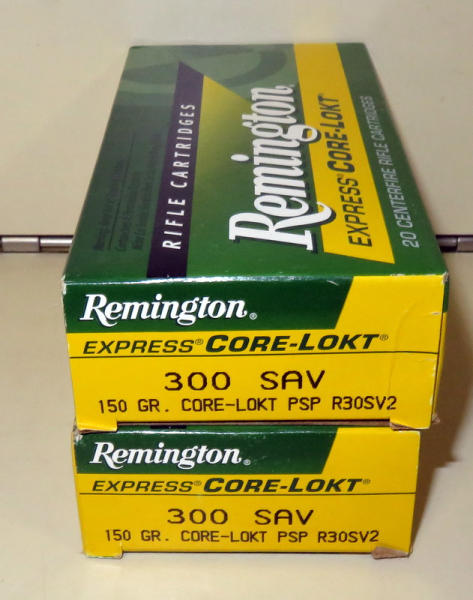 RIFLE CARTRIDGES
Remington®
EXPRESS® CORE-LOKT®
20 CENTERFIRE RIFLE CARTRIDGES
Remington®
EXPRESS® CORE-LOKT®
300 SAV
150 GR. CORE-LOKT PSP R30SV2
Remington®
EXPRESS® CORE-LOKT®
300 SAV
150 GR. CORE-LOKT PSP R30SV2